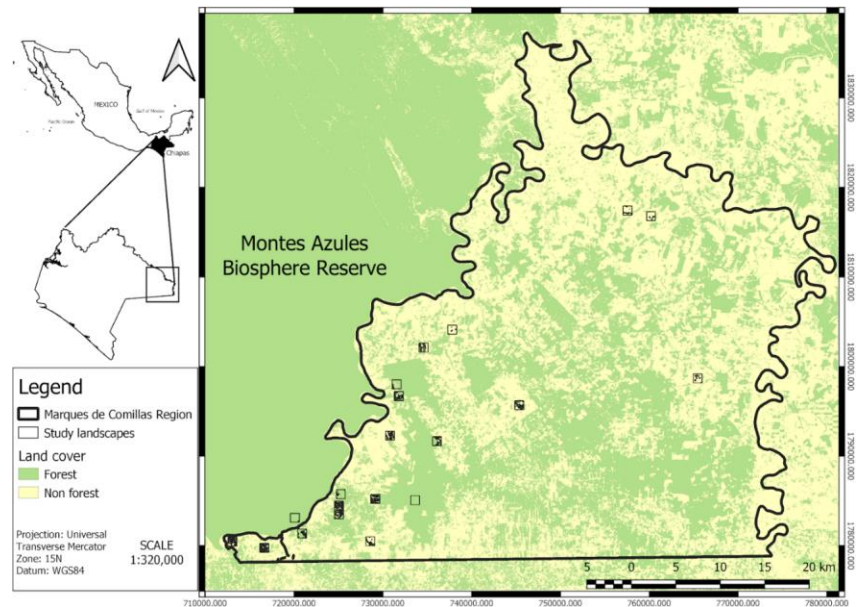 MEXICO
Gulf of Mexico
Pacific Ocean
Chiapas
Montes Azules
Biosphere Reserve
Legend
Marques de Comillas Region
Study landscapes
Land cover
Forest
Non forest
Projection: Universal
Transverse Mercator
Zone: 15N
Datum: WGS84
SCALE
1:320,000
5 0 5 10 15 20 km
710000.000 720000.000 730000.000 740000.000 750000.000 760000.000 770000.000 780000.000
1830000.000
1820000.000
1810000.000
1800000.000
1790000.000
1780000.000